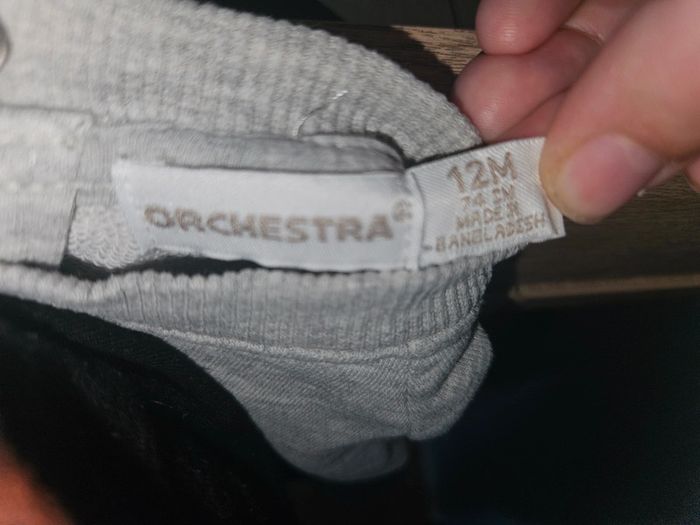 ORCHESTRA®
12M
74 CM
MADE IN
BANGLADESH